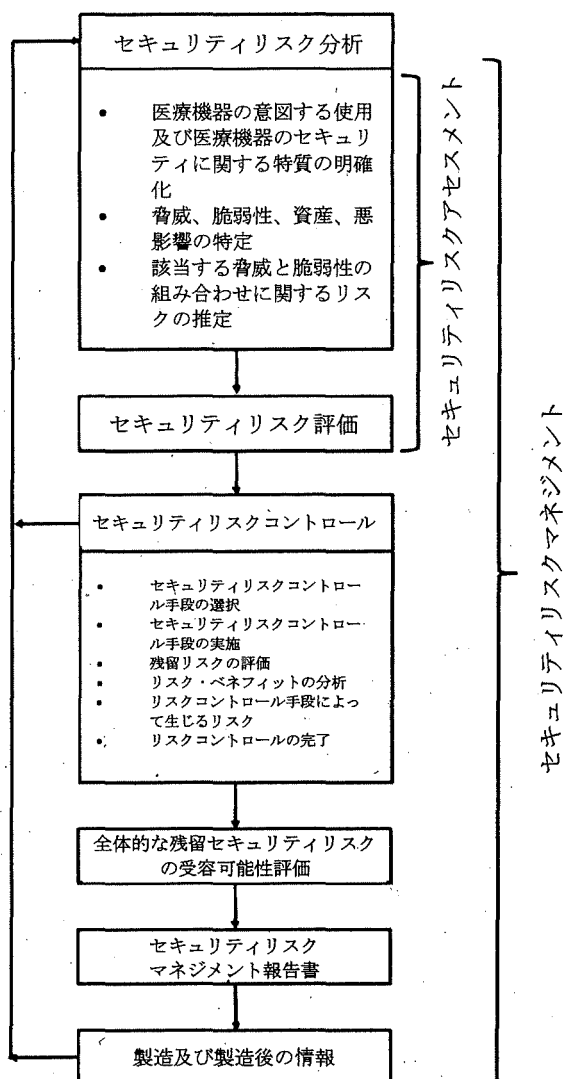 セキュリティリスク分析
• 医療機器の意図する使用
及び医療機器のセキュリ
ティに関する特質の明確
化
• 脅威、脆弱性、資産、悪
影響の特定
• 該当する脅威と脆弱性の
組み合わせに関するリス
クの推定
セキュリティリスク評価
セキュリティリスクアセスメント
セキュリティリスクコントロール
• セキュリティリスクコントロー
ル手段の選択
• セキュリティリスクコントロー
ル手段の実施
• 残留リスクの評価
• リスク・ベネフィットの分析
• リスクコントロール手段によっ
て生じるリスク
• リスクコントロールの完了
全体的な残留セキュリティリスク
の受容可能性評価
セキュリティリスク
マネジメント報告書
製造及び製造後の情報
セキュリティリスクマネジメント